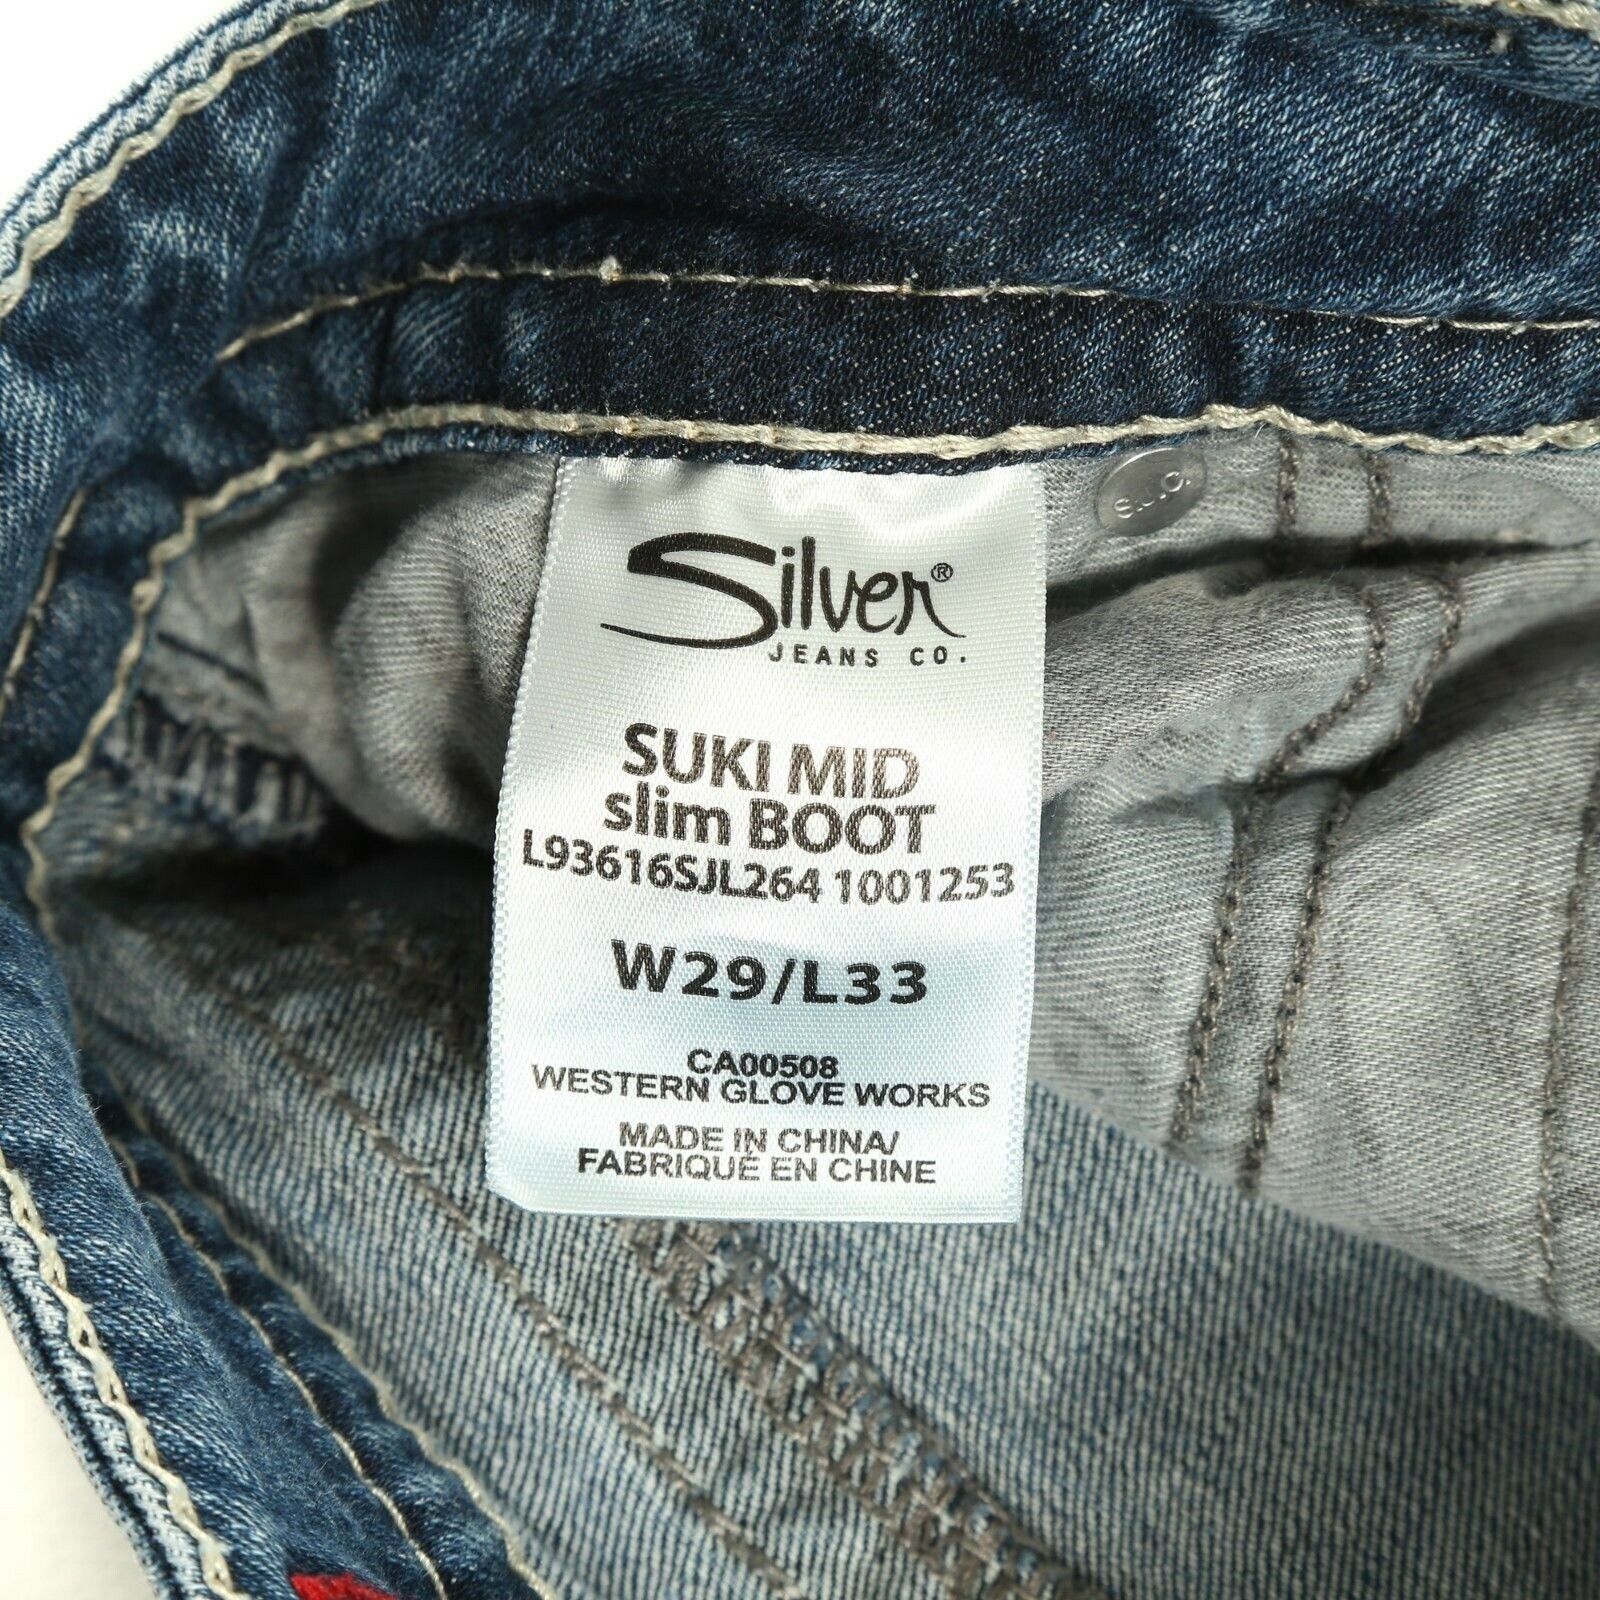 S.J.C.
Silver®
JEANS CO.
SUKI MID
slim BOOT
L93616SJL264 1001253
W29/L33
CA00508
WESTERN GLOVE WORKS
MADE IN CHINA/
FABRIQUÉ EN CHINE